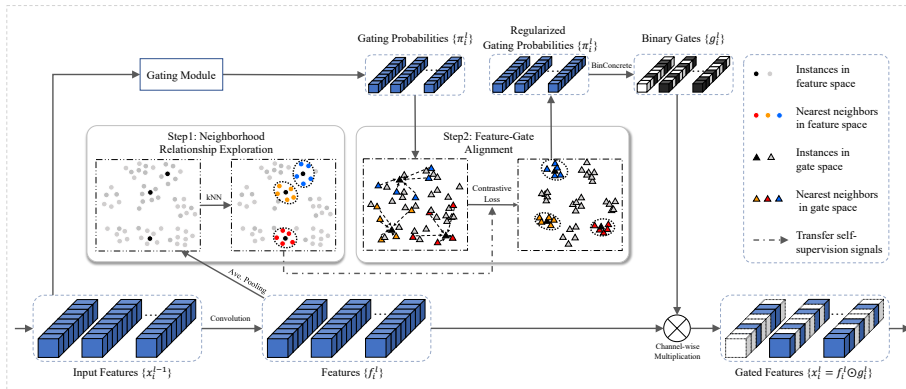 Gating Probabilities {π_i^l}
Regularized
Gating Probabilities {π_i^l}
Binary Gates {g_i^l}
Gating Module
BinConcrete
Step1: Neighborhood
Relationship Exploration
kNN
Step2: Feature-Gate
Alignment
Contrastive
Loss
Instances in
feature space
Nearest neighbors
in feature space
Instances in
gate space
Nearest neighbors
in gate space
Transfer self-
supervision signals
Ave. Pooling
Convolution
Channel-wise
Multiplication
Input Features {x_i^{l-1}}
Features {f_i^l}
Gated Features {x_i^l = f_i^l⊙g_i^l}